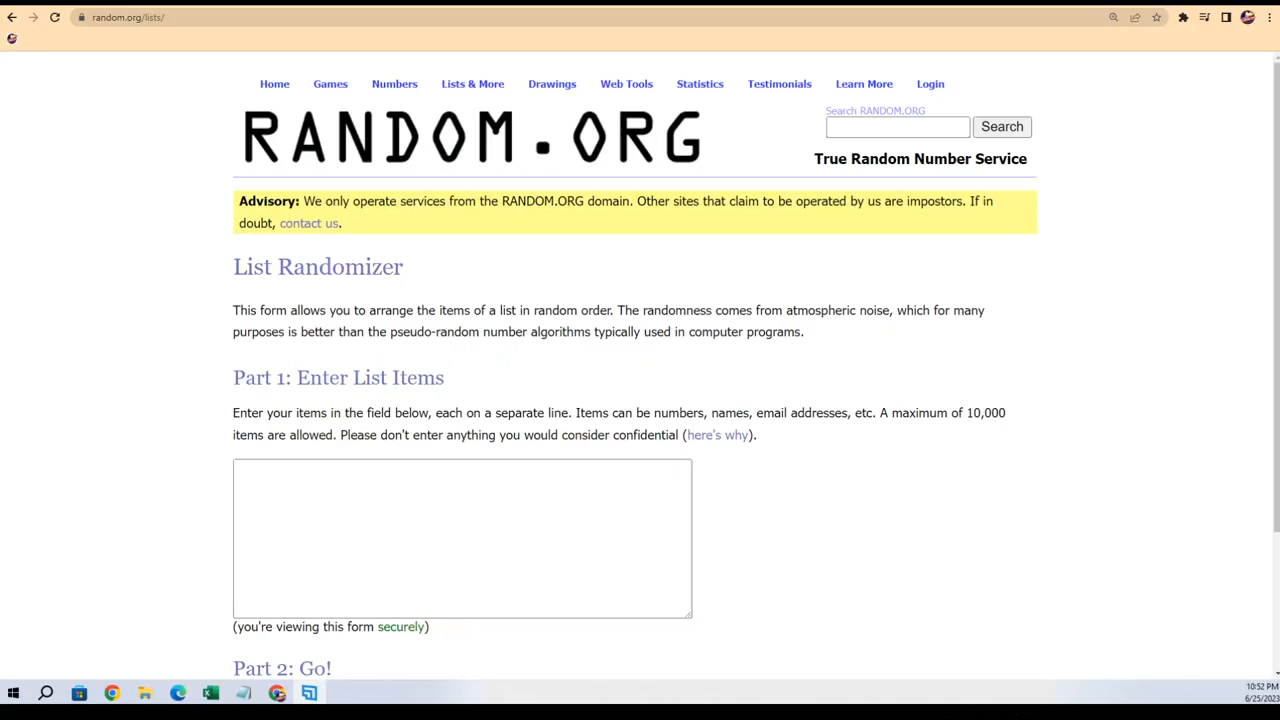 random.org/lists/
Home Games Numbers Lists & More Drawings Web Tools Statistics Testimonials Learn More Login
RANDOM.ORG
Search RANDOM.ORG
Search
True Random Number Service
Advisory: We only operate services from the RANDOM.ORG domain. Other sites that claim to be operated by us are impostors. If in
doubt, contact us.
List Randomizer
This form allows you to arrange the items of a list in random order. The randomness comes from atmospheric noise, which for many
purposes is better than the pseudo-random number algorithms typically used in computer programs.
Part 1: Enter List Items
Enter your items in the field below, each on a separate line. Items can be numbers, names, email addresses, etc. A maximum of 10,000
items are allowed. Please don't enter anything you would consider confidential (here's why).
(you're viewing this form securely)
Part 2: Go!
10:52 PM
6/25/2023